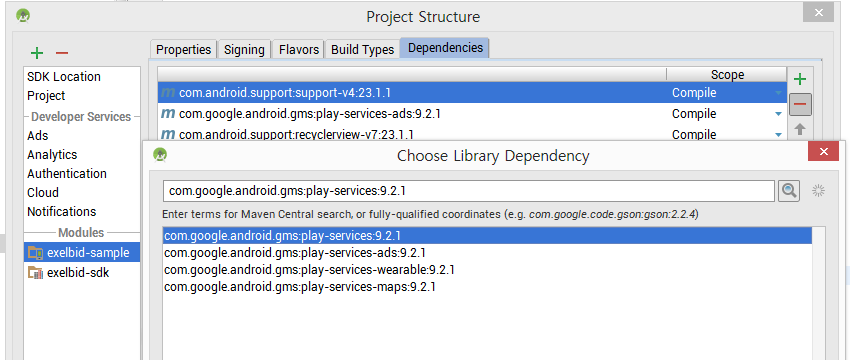 Project Structure
Properties Signing Flavors Build Types Dependencies
SDK Location
Project
Developer Services
Ads
Analytics
Authentication
Cloud
Notifications
Modules
exelbid-sample
exelbid-sdk
Scope
m com.android.support:support-v4:23.1.1 Compile
m com.google.android.gms:play-services-ads:9.2.1 Compile
m com.android.support:recyclerview-v7:23.1.1 Compile
Choose Library Dependency
com.google.android.gms:play-services:9.2.1
Enter terms for Maven Central search, or fully-qualified coordinates (e.g. com.google.code.gson:gson:2.2.4)
com.google.android.gms:play-services:9.2.1
com.google.android.gms:play-services-ads:9.2.1
com.google.android.gms:play-services-wearable:9.2.1
com.google.android.gms:play-services-maps:9.2.1